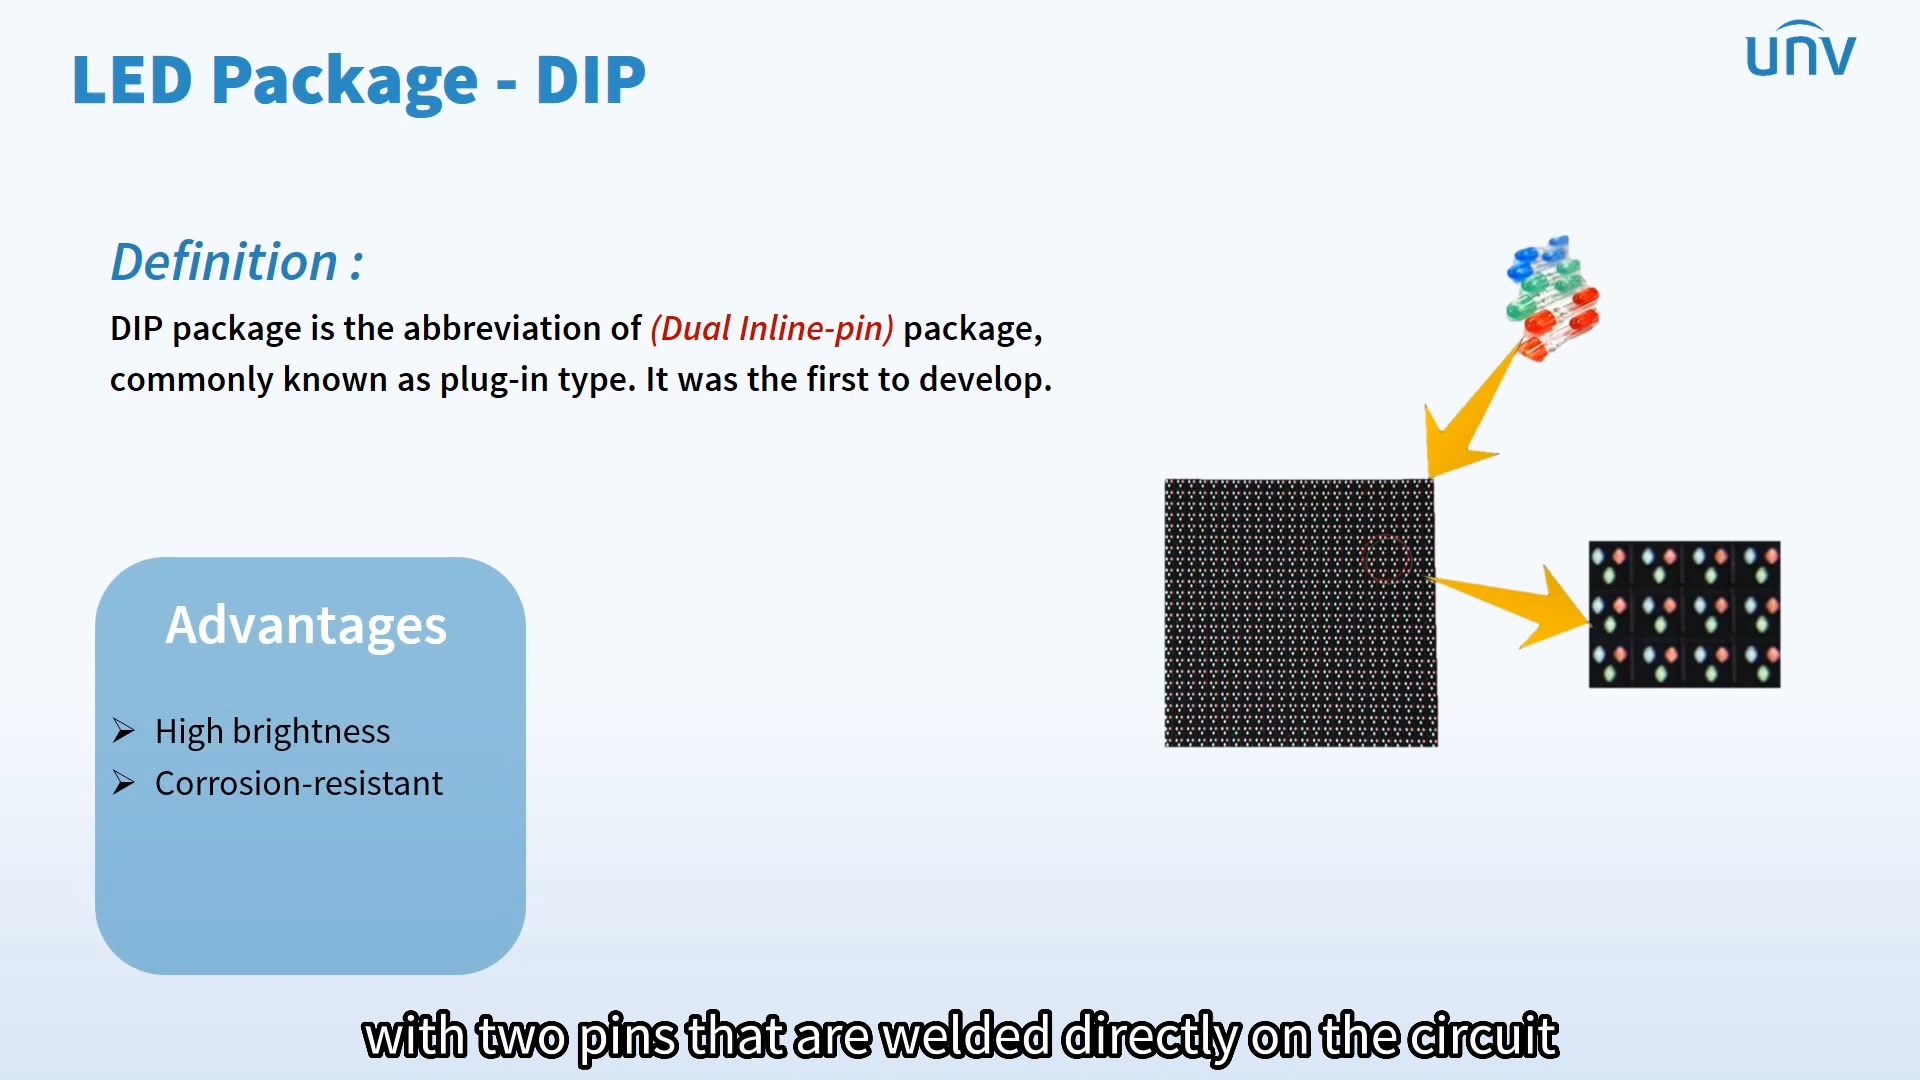 LED Package - DIP
unv
Definition :
DIP package is the abbreviation of (Dual Inline-pin) package,
commonly known as plug-in type. It was the first to develop.
Advantages
➢ High brightness
➢ Corrosion-resistant
with two pins that are welded directly on the circuit